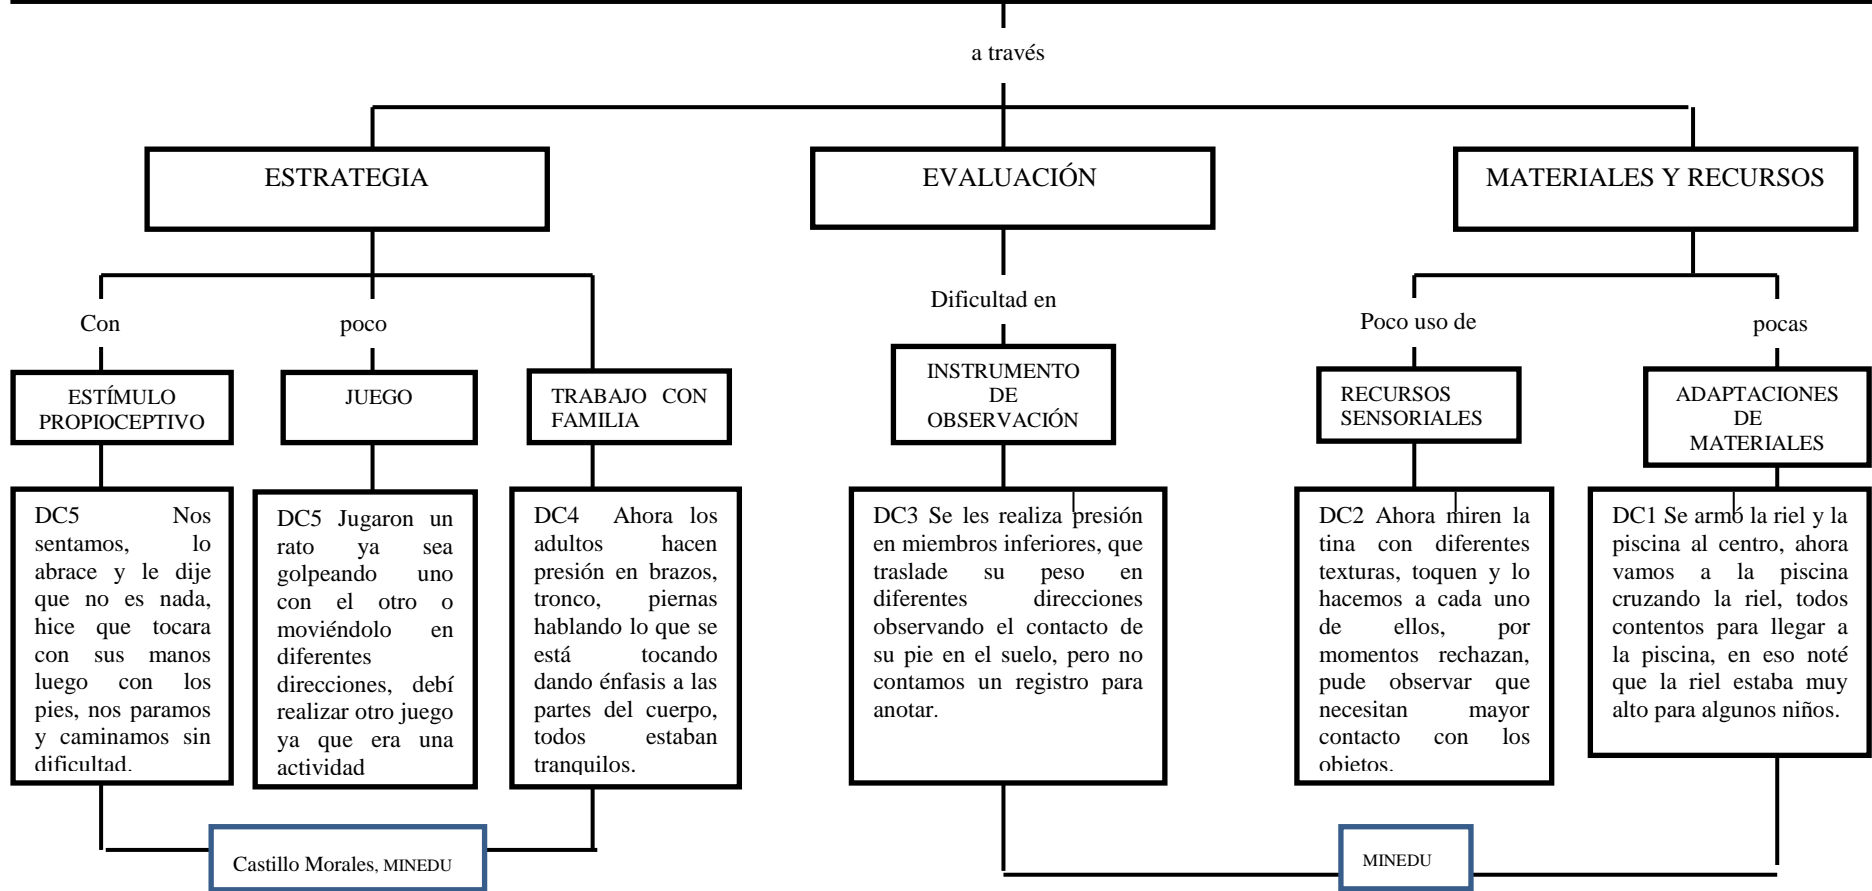 a través
ESTRATEGIA
EVALUACIÓN
MATERIALES Y RECURSOS
Con
poco
Dificultad en
Poco uso de
pocas
ESTÍMULO
PROPIOCEPTIVO
JUEGO
TRABAJO CON
FAMILIA
INSTRUMENTO
DE
OBSERVACIÓN
RECURSOS
SENSORIALES
ADAPTACIONES
DE
MATERIALES
DC5 Nos
sentamos, lo
abrace y le dije
que no es nada,
hice que tocara
con sus manos
luego con los
pies, nos paramos
y caminamos sin
dificultad.
DC5 Jugaron un
rato ya sea
golpeando uno
con el otro o
moviéndolo en
diferentes
direcciones, debí
realizar otro juego
ya que era una
actividad
DC4 Ahora los
adultos hacen
presión en brazos,
tronco, piernas
hablando lo que se
está tocando
dando énfasis a las
partes del cuerpo,
todos estaban
tranquilos.
DC3 Se les realiza presión
en miembros inferiores, que
traslade su peso en
diferentes direcciones
observando el contacto de
su pie en el suelo, pero no
contamos un registro para
anotar.
DC2 Ahora miren la
tina con diferentes
texturas, toquen y lo
hacemos a cada uno
de ellos, por
momentos rechazan,
pude observar que
necesitan mayor
contacto con los
objetos.
DC1 Se armó la riel y la
piscina al centro, ahora
vamos a la piscina
cruzando la riel, todos
contentos para llegar a
la piscina, en eso noté
que la riel estaba muy
alto para algunos niños.
Castillo Morales, MINEDU
MINEDU